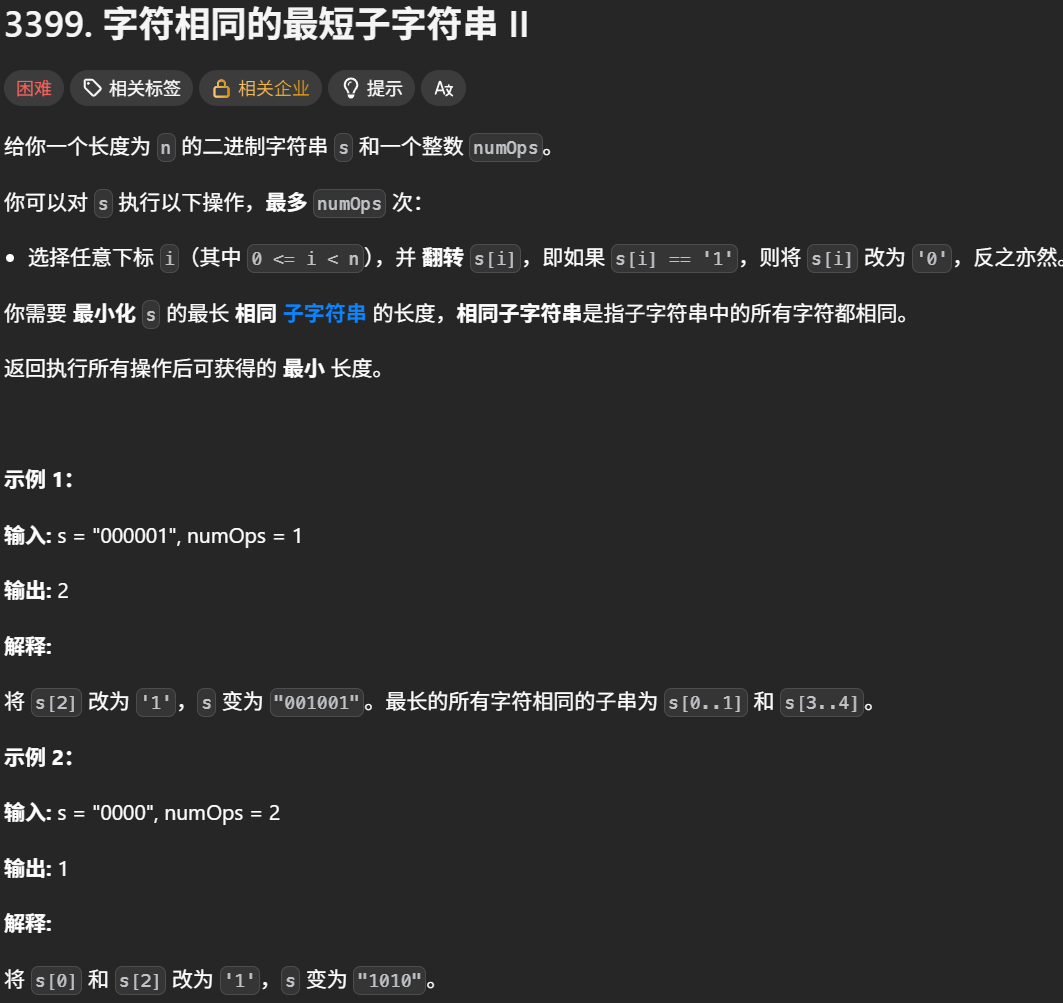 3399. 字符相同的最短子字符串 II
困难 相关标签 相关企业 提示 Ax
给你一个长度为 n 的二进制字符串 s 和一个整数 numOps。
你可以对 s 执行以下操作，最多 numOps 次：
• 选择任意下标 i（其中 0 <= i < n），并 翻转 s[i]，即如果 s[i] == '1'，则将 s[i] 改为 '0'，反之亦然。
你需要 最小化 s 的最长 相同 子字符串 的长度，相同子字符串是指子字符串中的所有字符都相同。
返回执行所有操作后可获得的 最小 长度。
示例 1：
输入: s = "000001", numOps = 1
输出: 2
解释:
将 s[2] 改为 '1'，s 变为 "001001"。最长的所有字符相同的子串为 s[0..1] 和 s[3..4]。
示例 2：
输入: s = "0000", numOps = 2
输出: 1
解释:
将 s[0] 和 s[2] 改为 '1'，s 变为 "1010"。